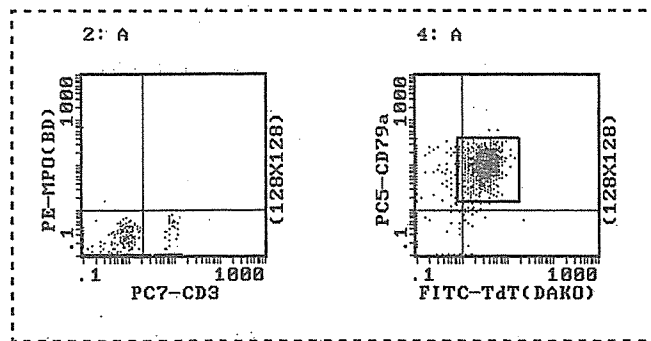 2: A
4: A
PE-MPO(BD)
.1
1000
(128X128)
.1
1000
PC7-CD3
PC5-CD79a
.1
1000
(128X128)
.1
1000
FITC-TdT(DAKO)